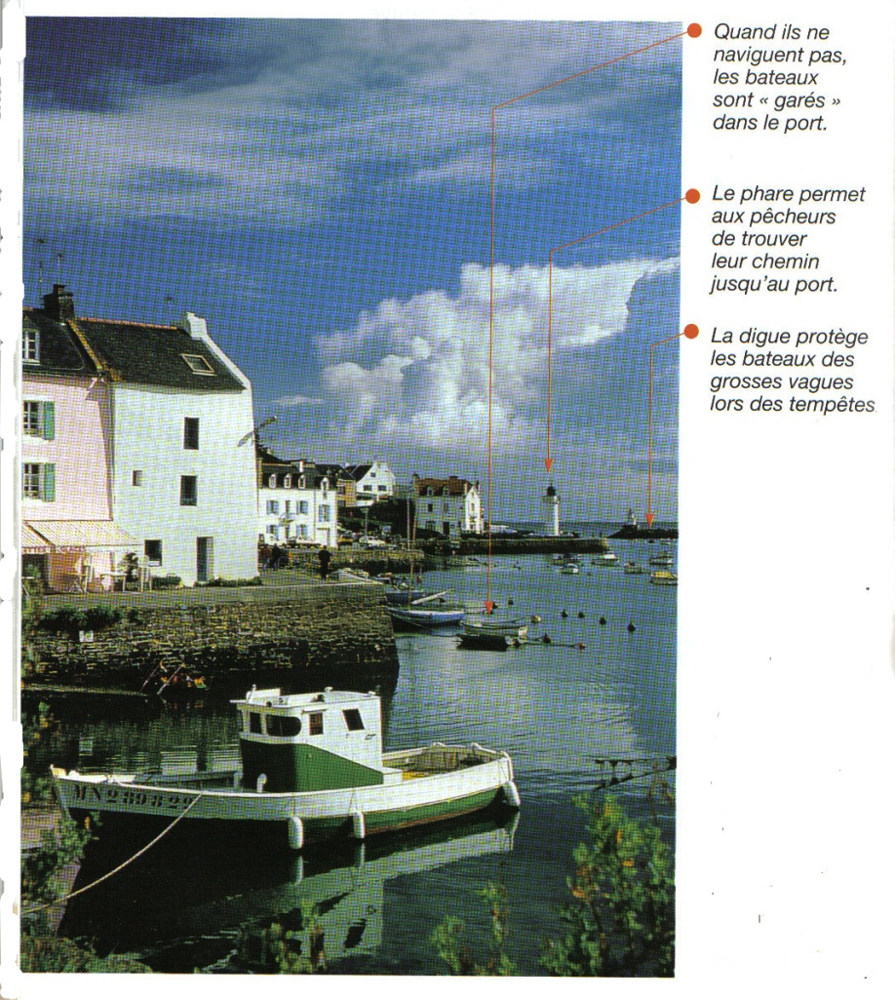 Quand ils ne
naviguent pas,
les bateaux
sont « garés »
dans le port.
Le phare permet
aux pêcheurs
de trouver
leur chemin
jusqu'au port.
La digue protège
les bateaux des
grosses vagues
lors des tempêtes